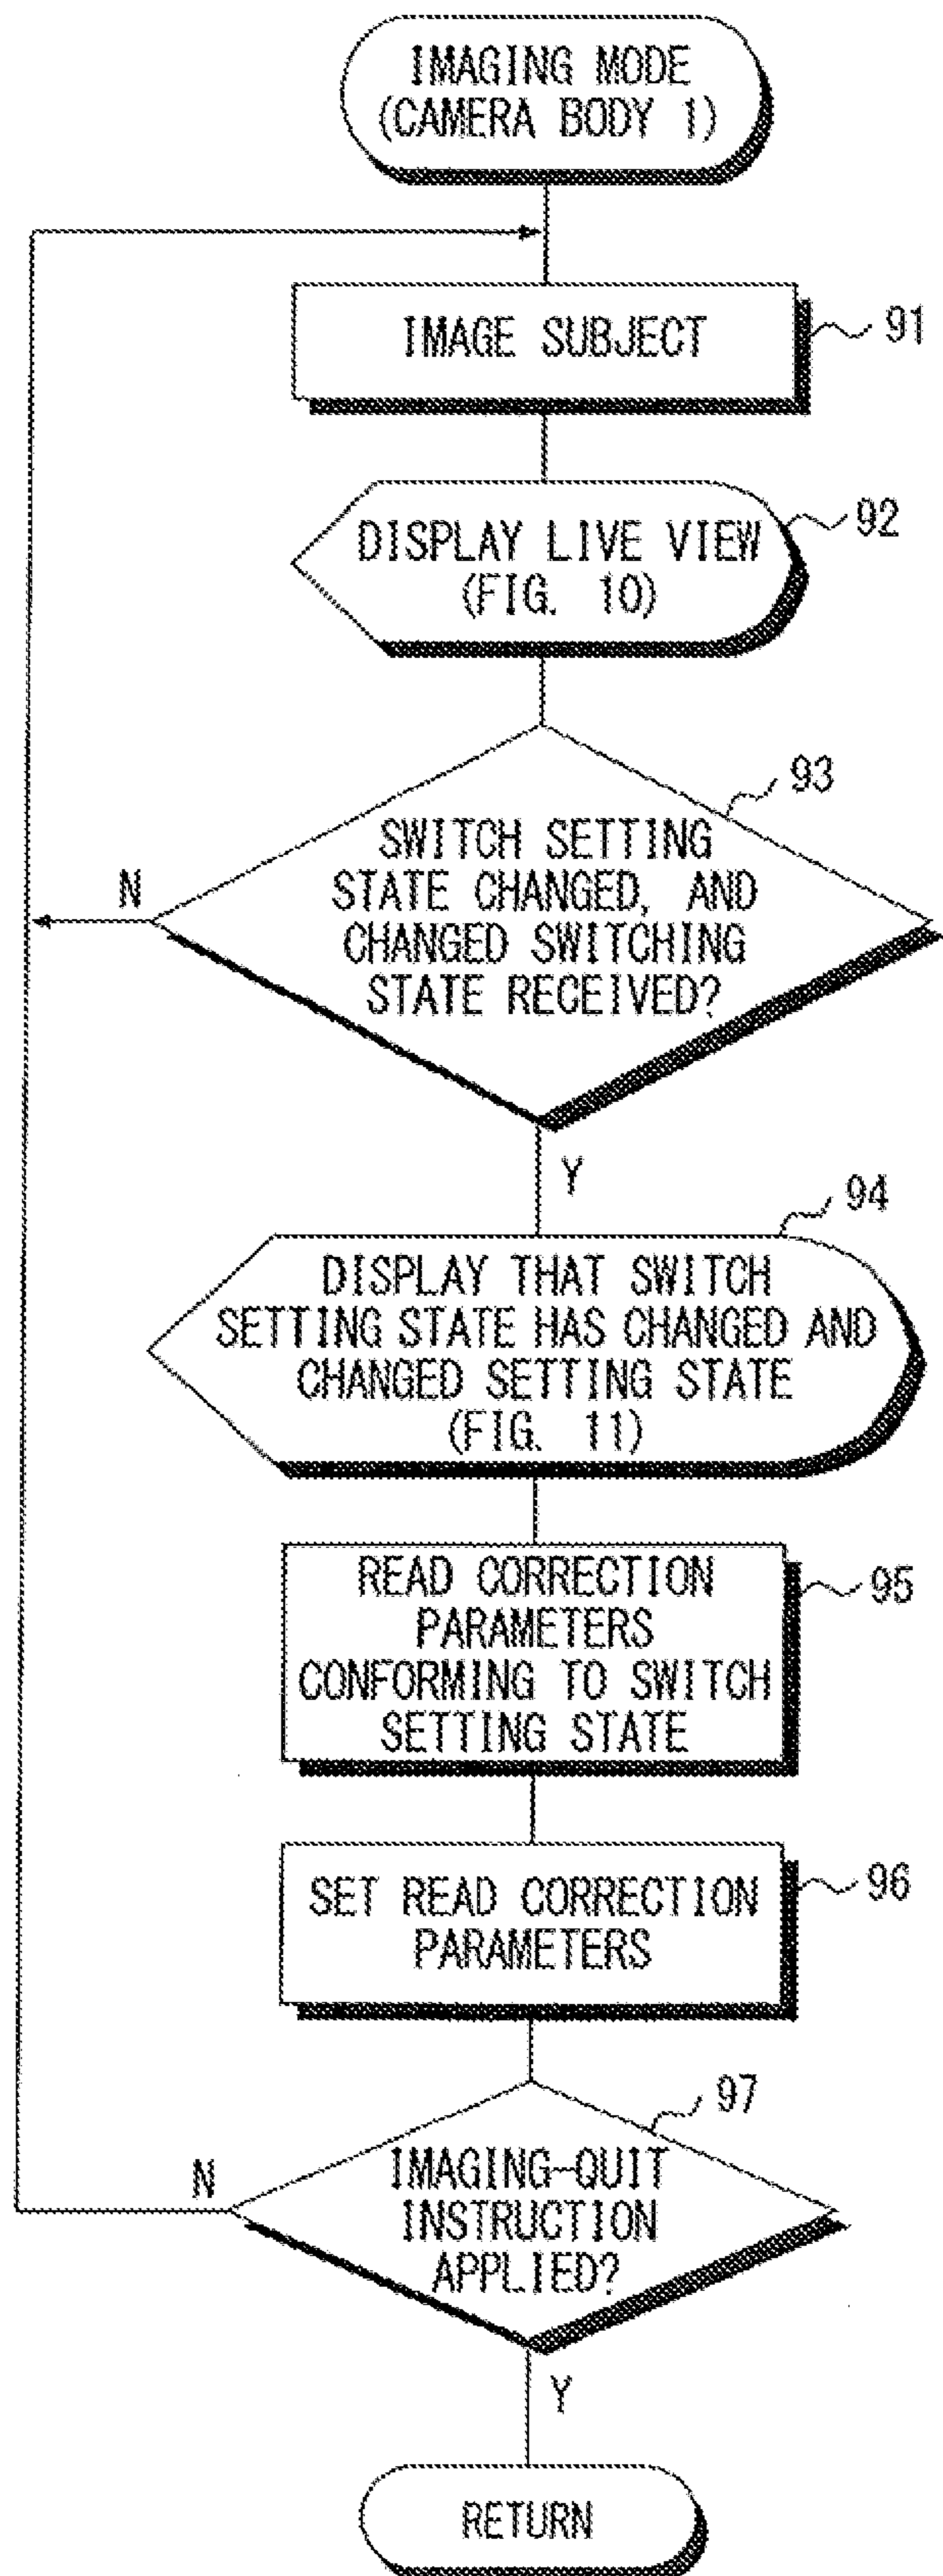 IMAGING MODE
(CAMERA BODY 1)
IMAGE SUBJECT
91
DISPLAY LIVE VIEW
(FIG. 10)
92
93
SWITCH SETTING
STATE CHANGED, AND
CHANGED SWITCHING
STATE RECEIVED?
N
Y
94
DISPLAY THAT SWITCH
SETTING STATE HAS CHANGED AND
CHANGED SETTING STATE
(FIG. 11)
READ CORRECTION
PARAMETERS
CONFORMING TO SWITCH
SETTING STATE
95
SET READ CORRECTION
PARAMETERS
96
97
IMAGING-QUIT
INSTRUCTION
APPLIED?
N
Y
RETURN